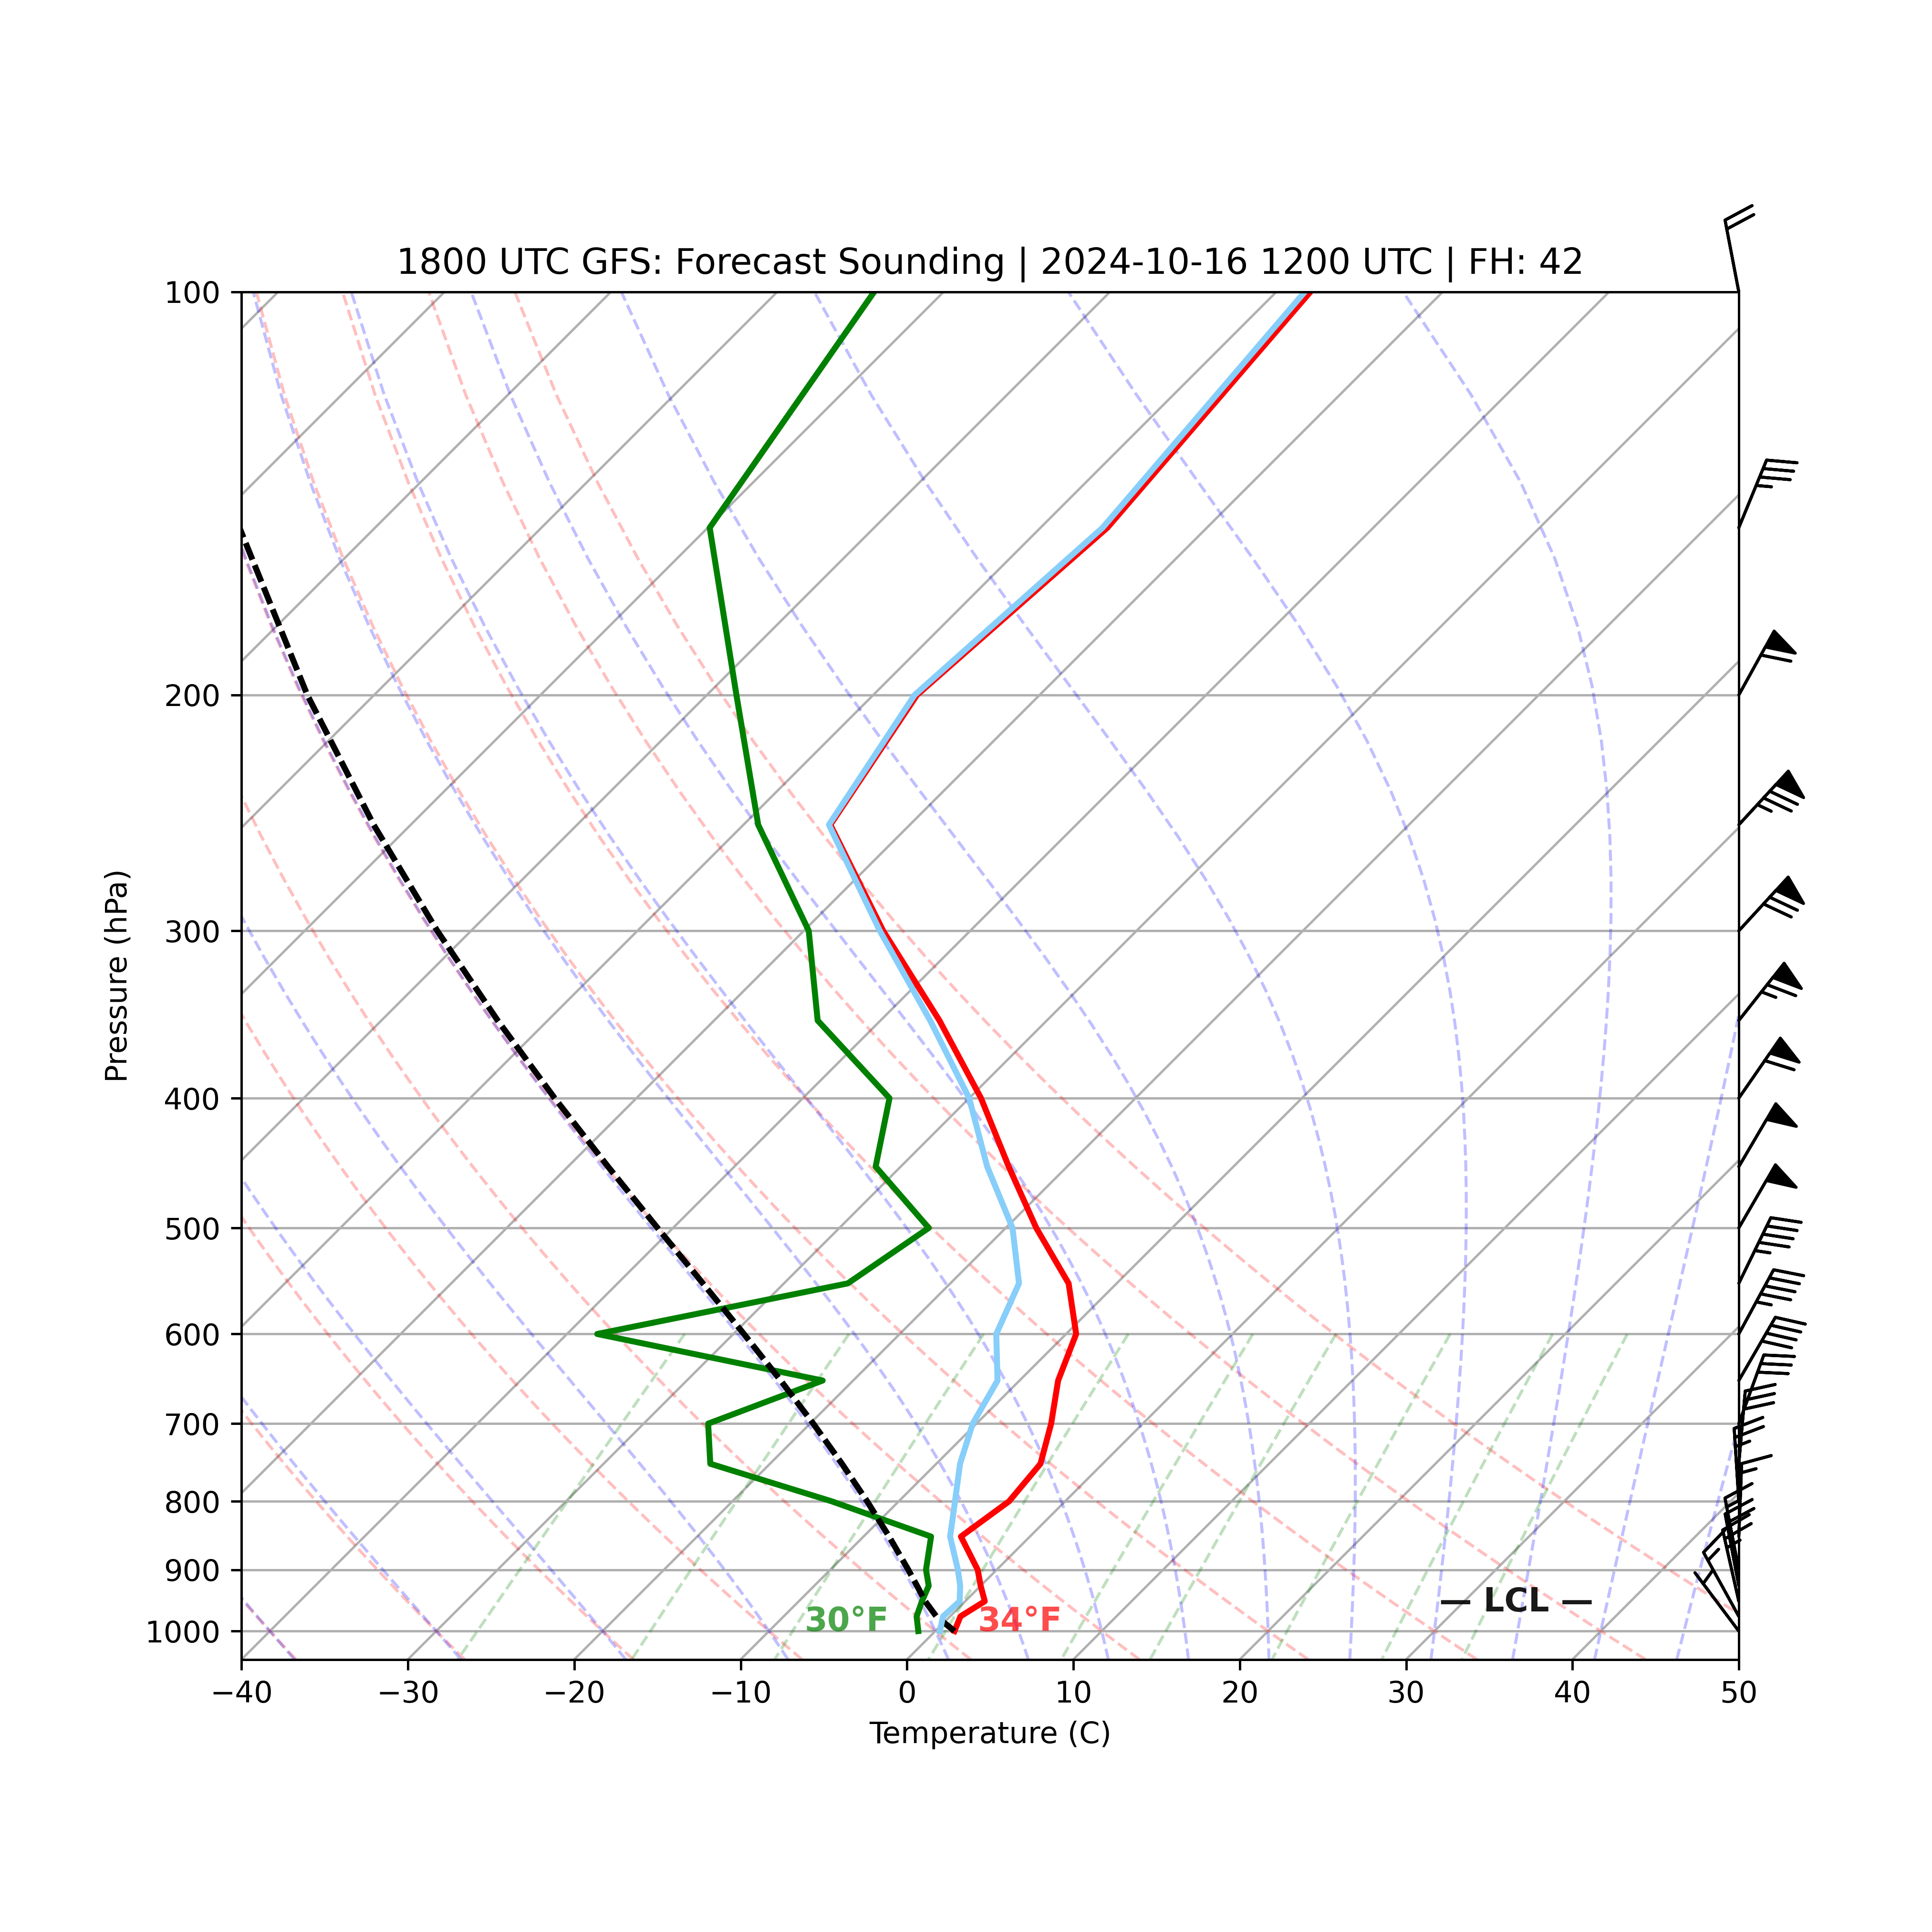 1800 UTC GFS: Forecast Sounding | 2024-10-16 1200 UTC | FH: 42
100
200
300
400
500
600
700
800
900
1000
Pressure (hPa)
30°F
34°F
— LCL —
−40 −30 −20 −10 0 10 20 30 40 50
Temperature (C)